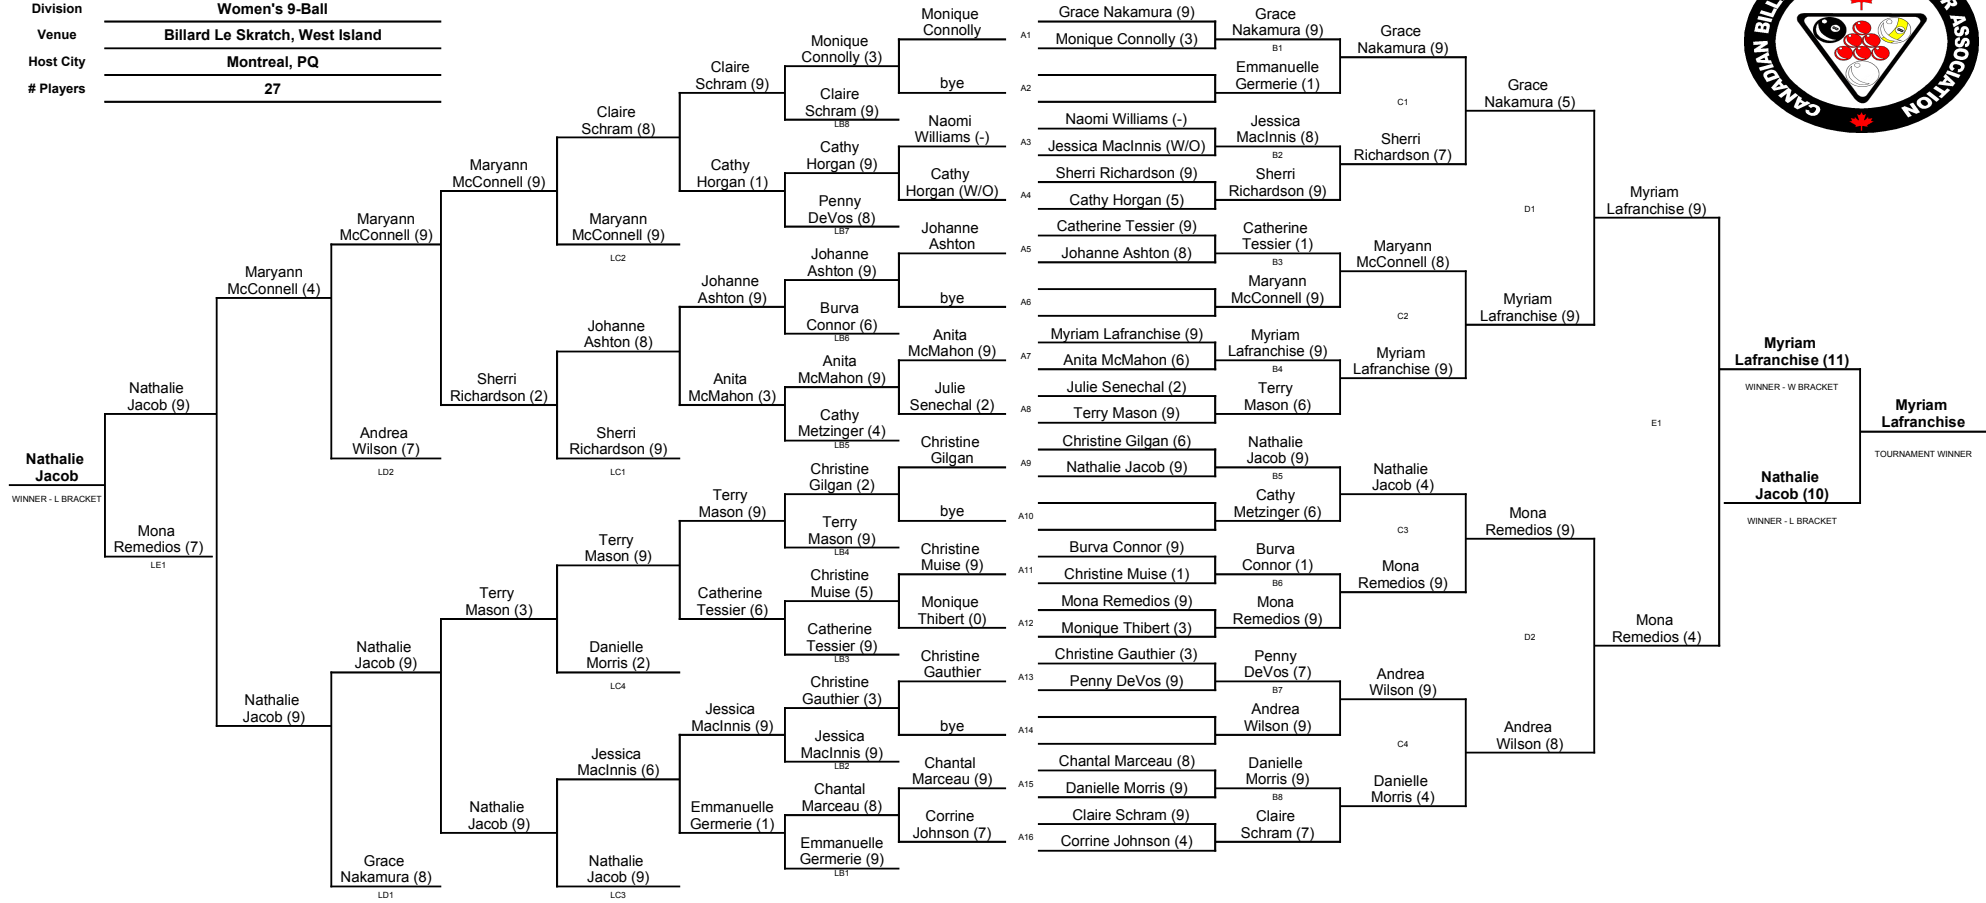 Division Women's 9-Ball
Venue Billard Le Skratch, West Island
Host City Montreal, PQ
# Players 27
Nathalie
Jacob
WINNER - L BRACKET
Nathalie
Jacob (9)
Mona
Remedios (7)
LE1
Maryann
McConnell (4)
Nathalie
Jacob (9)
Maryann
McConnell (9)
Andrea
Wilson (7)
LD2
Nathalie
Jacob (9)
Grace
Nakamura (8)
LD1
Maryann
McConnell (9)
Sherri
Richardson (2)
Terry
Mason (3)
Nathalie
Jacob (9)
Claire
Schram (8)
Maryann
McConnell (9)
LC2
Johanne
Ashton (8)
Sherri
Richardson (9)
LC1
Terry
Mason (9)
Danielle
Morris (2)
LC4
Jessica
MacInnis (6)
Nathalie
Jacob (9)
LC3
Claire
Schram (9)
Cathy
Horgan (1)
Johanne
Ashton (9)
Anita
McMahon (3)
Terry
Mason (9)
Catherine
Tessier (6)
Jessica
MacInnis (9)
Emmanuelle
Germerie (1)
Monique
Connolly (3)
Claire
Schram (9)
LB8
Cathy
Horgan (9)
Penny
DeVos (8)
LB7
Johanne
Ashton (9)
Burva
Connor (6)
LB6
Anita
McMahon (9)
Cathy
Metzinger (4)
LB5
Christine
Gilgan (2)
Terry
Mason (9)
LB4
Christine
Muise (5)
Catherine
Tessier (9)
LB3
Christine
Gauthier (3)
Jessica
MacInnis (9)
LB2
Chantal
Marceau (8)
Emmanuelle
Germerie (9)
LB1
Monique
Connolly
bye
Naomi
Williams (-)
Cathy
Horgan (W/O)
Johanne
Ashton
bye
Anita
McMahon (9)
Julie
Senechal (2)
Christine
Gilgan
bye
Christine
Muise (9)
Monique
Thibert (0)
Christine
Gauthier
bye
Chantal
Marceau (9)
Corrine
Johnson (7)
A1
A2
A3
A4
A5
A6
A7
A8
A9
A10
A11
A12
A13
A14
A15
A16
Grace Nakamura (9)
Monique Connolly (3)
Naomi Williams (-)
Jessica MacInnis (W/O)
Sherri Richardson (9)
Cathy Horgan (5)
Catherine Tessier (9)
Johanne Ashton (8)
Myriam Lafranchise (9)
Anita McMahon (6)
Julie Senechal (2)
Terry Mason (9)
Christine Gilgan (6)
Nathalie Jacob (9)
Burva Connor (9)
Christine Muise (1)
Mona Remedios (9)
Monique Thibert (3)
Christine Gauthier (3)
Penny DeVos (9)
Chantal Marceau (8)
Danielle Morris (9)
Claire Schram (9)
Corrine Johnson (4)
Grace
Nakamura (9)
B1
Emmanuelle
Germerie (1)
Jessica
MacInnis (8)
B2
Sherri
Richardson (9)
Catherine
Tessier (1)
B3
Maryann
McConnell (9)
Myriam
Lafranchise (9)
B4
Terry
Mason (6)
Nathalie
Jacob (9)
B5
Cathy
Metzinger (6)
Burva
Connor (1)
B6
Mona
Remedios (9)
Penny
DeVos (7)
B7
Andrea
Wilson (9)
Danielle
Morris (9)
B8
Claire
Schram (7)
Grace
Nakamura (9)
C1
Sherri
Richardson (7)
Maryann
McConnell (8)
C2
Myriam
Lafranchise (9)
Nathalie
Jacob (4)
C3
Mona
Remedios (9)
Andrea
Wilson (9)
C4
Danielle
Morris (4)
Grace
Nakamura (5)
D1
Myriam
Lafranchise (9)
Mona
Remedios (9)
D2
Andrea
Wilson (8)
Myriam
Lafranchise (9)
E1
Mona
Remedios (4)
Myriam
Lafranchise (11)
WINNER - W BRACKET
Nathalie
Jacob (10)
WINNER - L BRACKET
Myriam
Lafranchise
TOURNAMENT WINNER
CANADIAN BILL
R ASSOCIATION